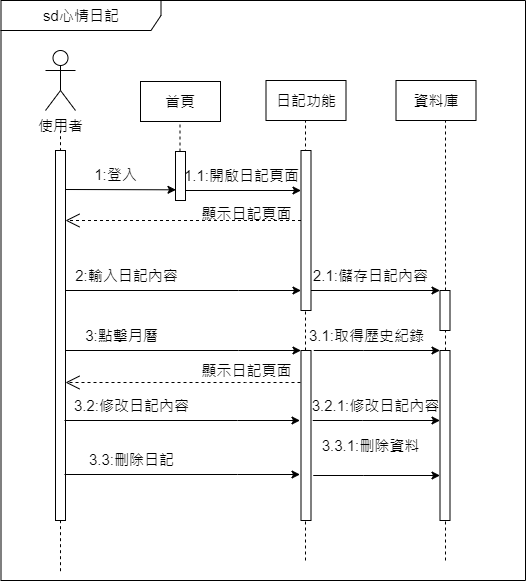 sd心情日記
使用者
首頁
日記功能
資料庫
1:登入
1.1:開啟日記頁面
顯示日記頁面
2:輸入日記內容
2.1:儲存日記內容
3:點擊月曆
3.1:取得歷史紀錄
顯示日記頁面
3.2:修改日記內容
3.2.1:修改日記內容
3.3:刪除日記
3.3.1:刪除資料